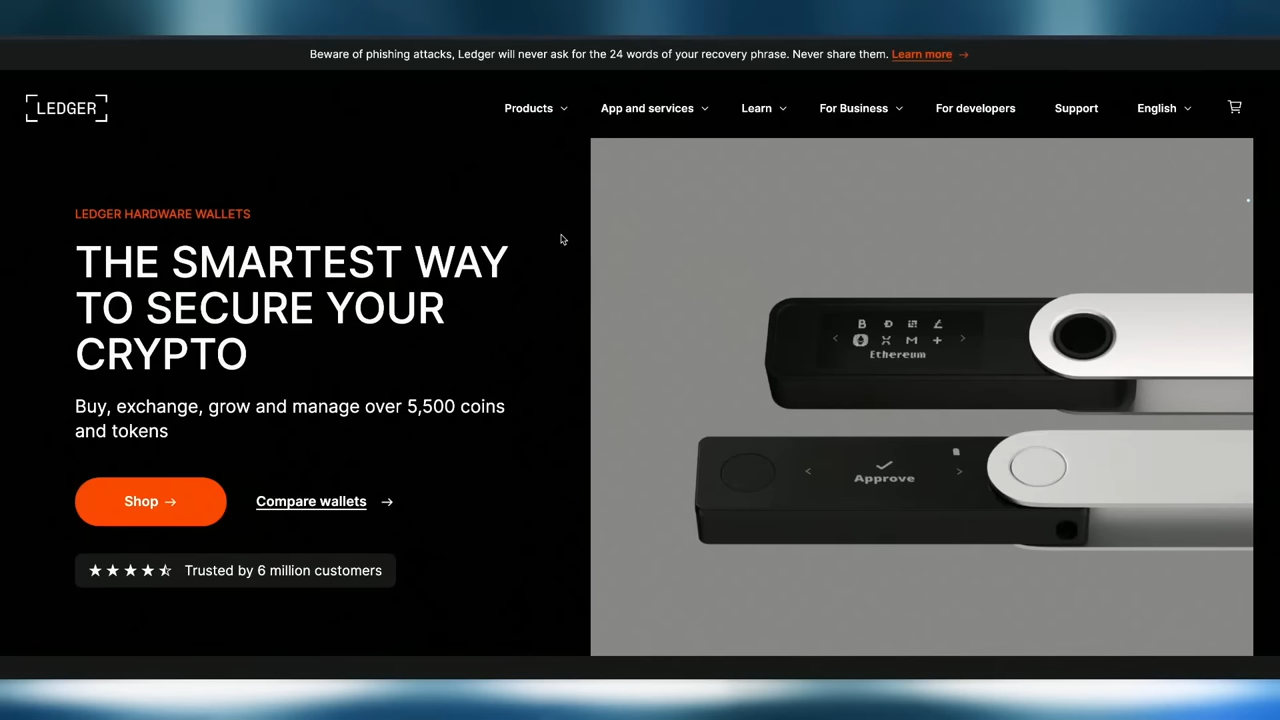 Beware of phishing attacks, Ledger will never ask for the 24 words of your recovery phrase. Never share them. Learn more →
LEDGER
Products
App and services
Learn
For Business
For developers
Support
English
LEDGER HARDWARE WALLETS
THE SMARTEST WAY
TO SECURE YOUR
CRYPTO
Buy, exchange, grow and manage over 5,500 coins
and tokens
Shop →
Compare wallets →
Trusted by 6 million customers
Ethereum
Approve